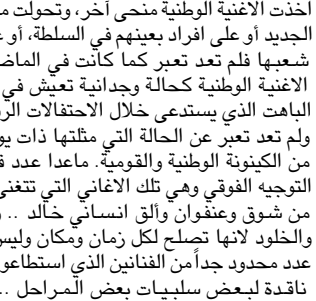 اخذت الاغنية الوطنية منحى آخر، وتحولت م
الجديد أو على افراد بعينهم في السلطة، أو ع
شعبها فلم تعد تعبر كما كانت في الماض
الاغنية الوطنية كحالة وجدانية تعيش في
الباهت الذي يستدعى خلال الاحتفالات الر
ولم تعد تعبر عن الحالة التي مثلتها ذات يو
من الكينونة الوطنية والقومية. ماعدا عدد ق
التوجيه الفوقي وهي تلك الاغاني التي تتغنى
من شوق وعنفوان وألق انساني خالد .. و
والخلود لانها تصلح لكل زمان ومكان وليس
عدد محدود جداً من الفنانين الذي استطاعو
ناقدة لبعض سلبيات بعض المراحل ..